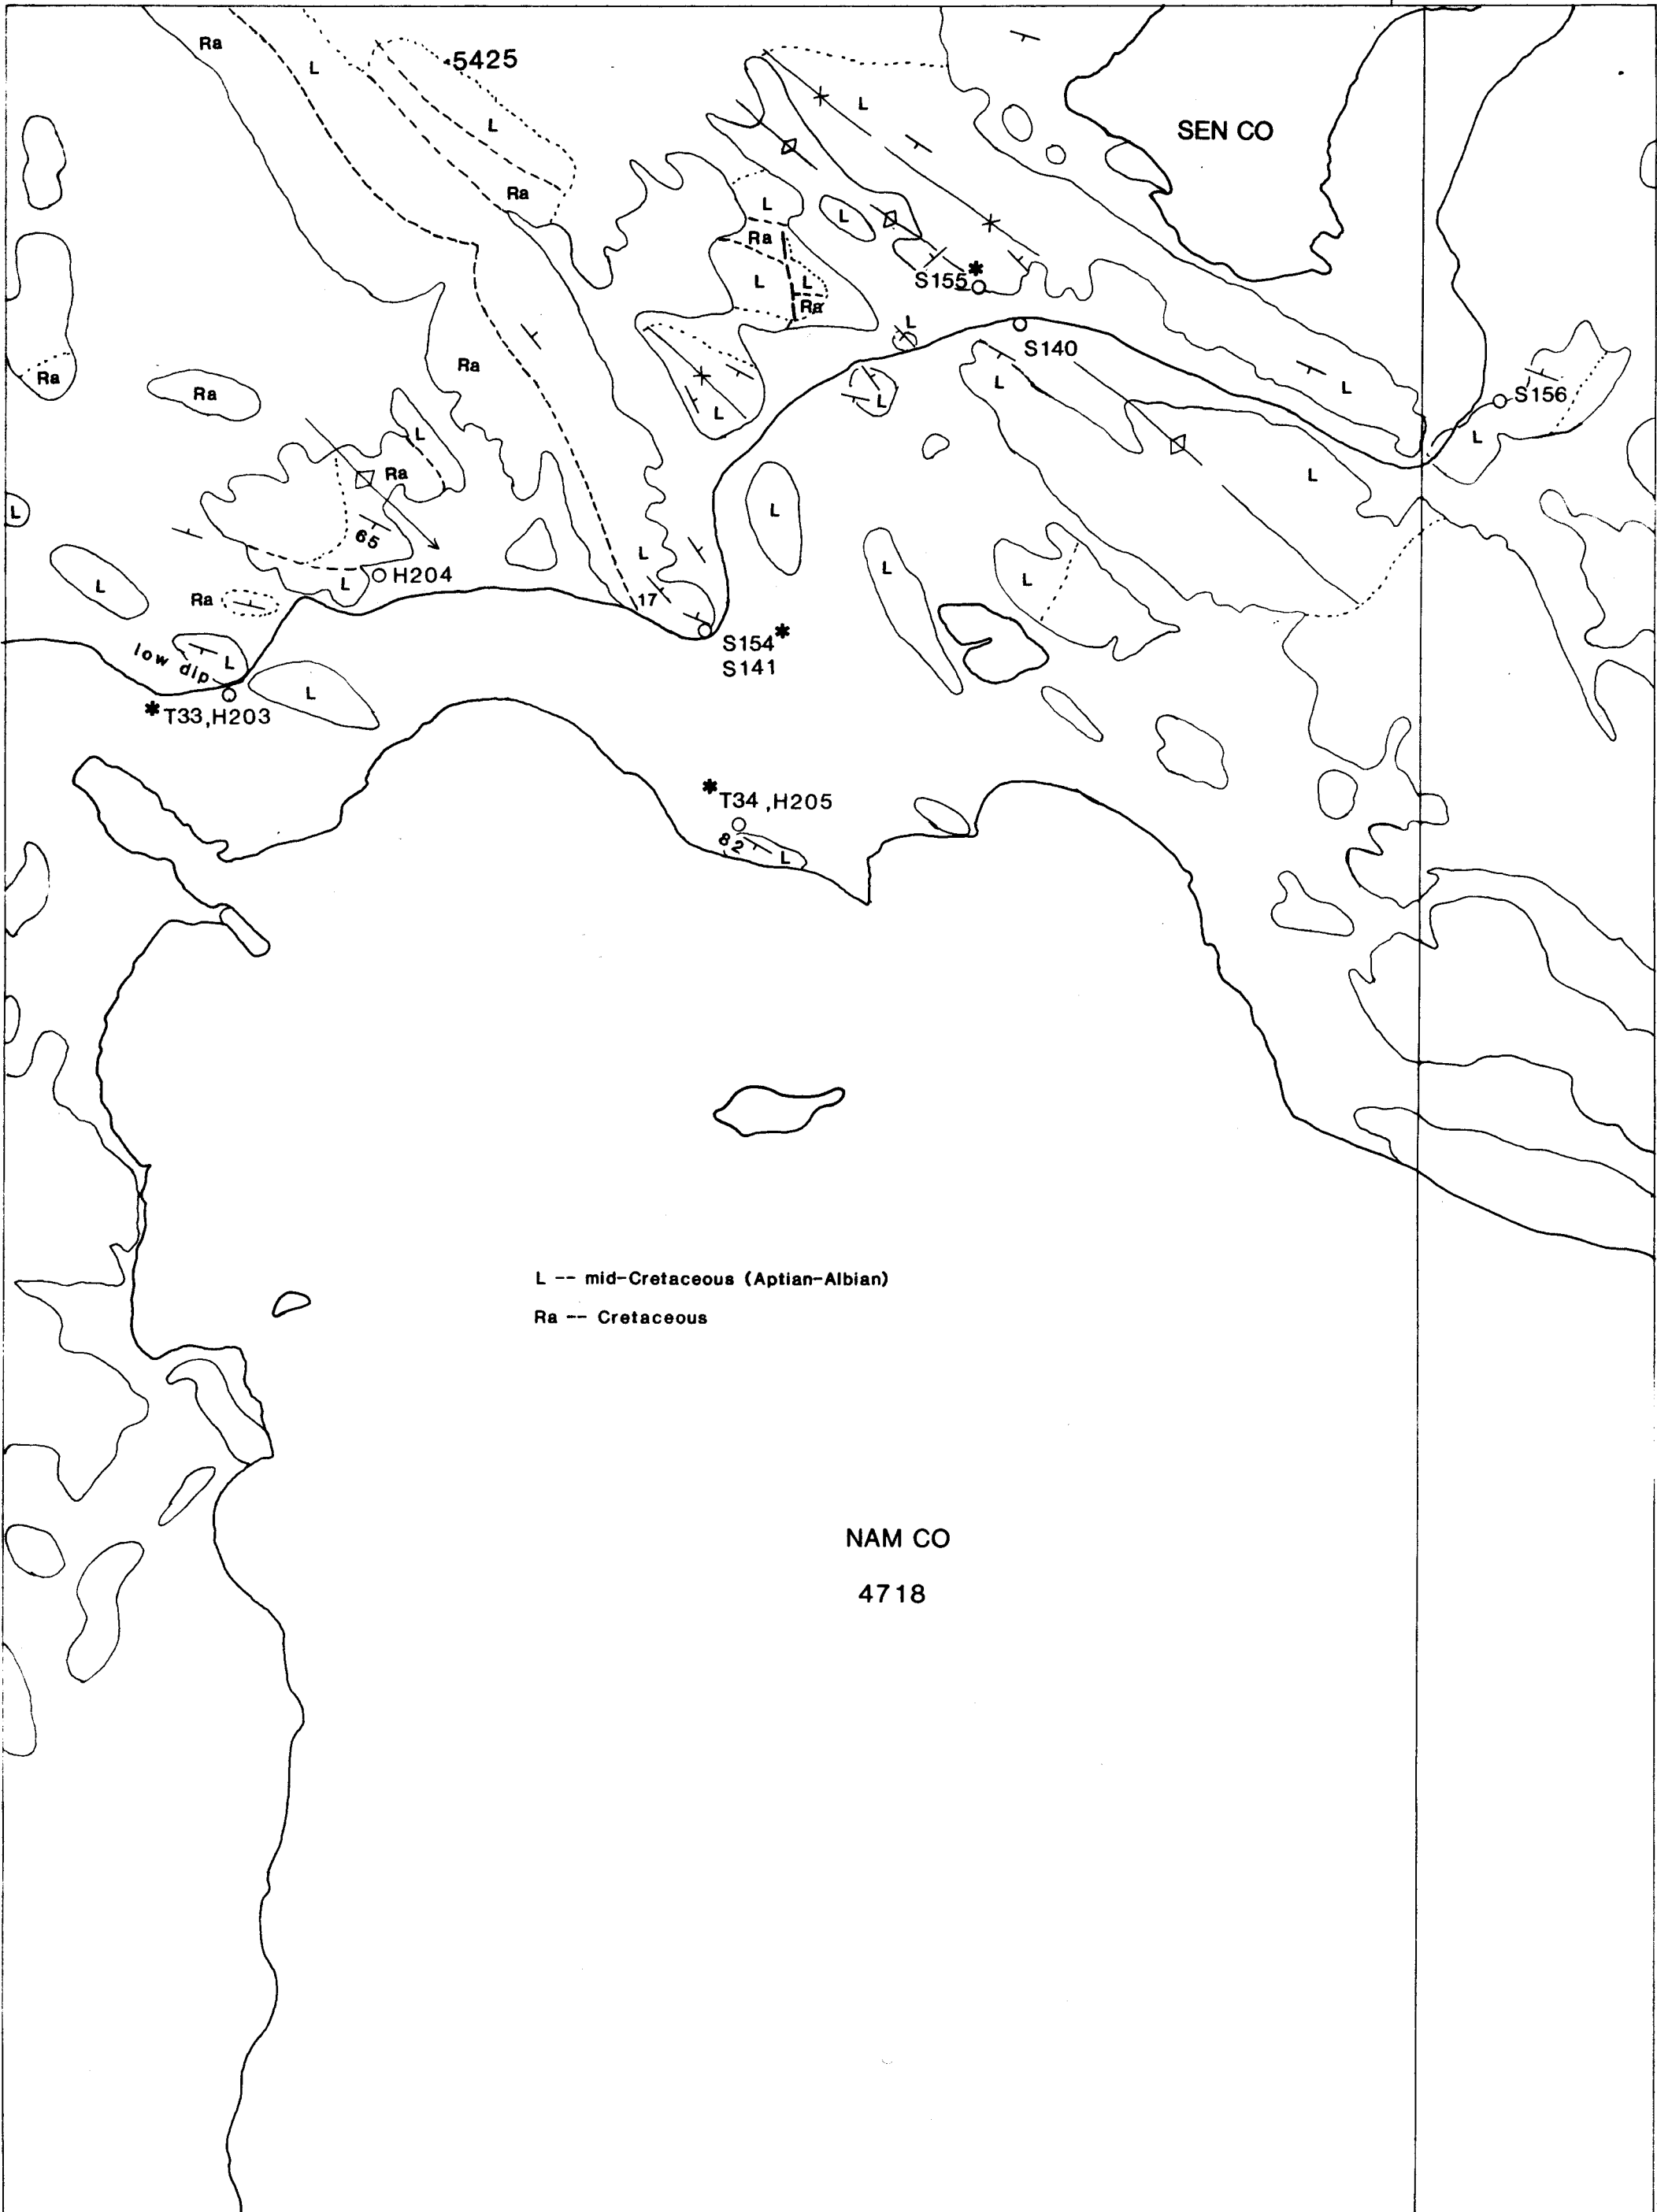 Ra
L
5425
L
L
SEN CO
Ra
L
L
Ra
L
L
Ra
S155*
L
S140
Ra
Ra
Ra
L
L
L
L
S156
L
L
L
Ra
L
L
L
65
L
L
L
L
H204
L
Ra
17
S154*
S141
low dip
L
L
*T33,H203
*T34,H205
82
L
L -- mid-Cretaceous (Aptian-Albian)
Ra -- Cretaceous
NAM CO
4718